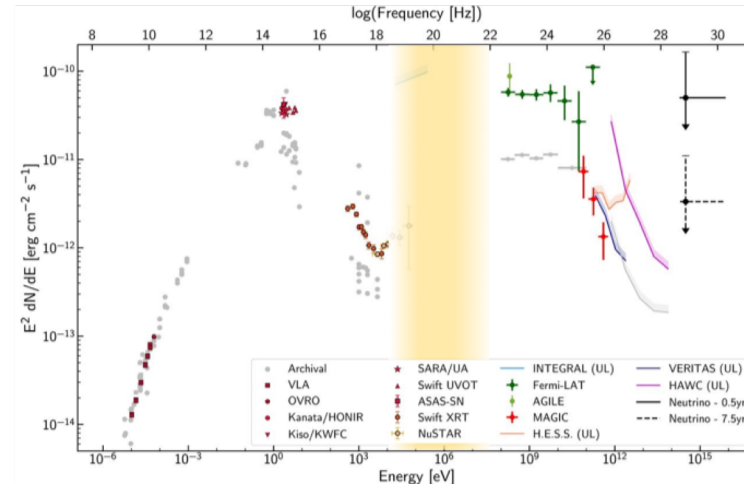 log(Frequency [Hz])
8 10 12 14 16 18 20 22 24 26 28 30
E² dN/dE [erg cm⁻² s⁻¹]
10⁻¹⁰
10⁻¹¹
10⁻¹²
10⁻¹³
10⁻¹⁴
Archival
VLA
OVRO
Kanata/HONIR
Kiso/KWFC
SARA/UA
Swift UVOT
ASAS-SN
Swift XRT
NuSTAR
INTEGRAL (UL)
Fermi-LAT
AGILE
MAGIC
H.E.S.S. (UL)
VERITAS (UL)
HAWC (UL)
Neutrino - 0.5yr
Neutrino - 7.5yr
10⁻⁶ 10⁻³ 10⁰ 10³ 10⁶ 10⁹ 10¹² 10¹⁵
Energy [eV]